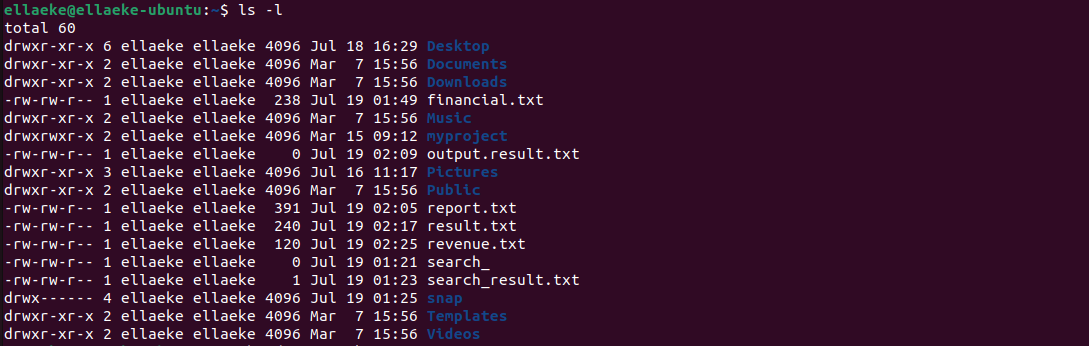 ellaeke@ellaeke-ubuntu:~$ ls -l
total 60
drwxr-xr-x 6 ellaeke ellaeke 4096 Jul 18 16:29 Desktop
drwxr-xr-x 2 ellaeke ellaeke 4096 Mar  7 15:56 Documents
drwxr-xr-x 2 ellaeke ellaeke 4096 Mar  7 15:56 Downloads
-rw-rw-r-- 1 ellaeke ellaeke  238 Jul 19 01:49 financial.txt
drwxr-xr-x 2 ellaeke ellaeke 4096 Mar  7 15:56 Music
drwxrwxr-x 2 ellaeke ellaeke 4096 Mar 15 09:12 myproject
-rw-rw-r-- 1 ellaeke ellaeke    0 Jul 19 02:09 output.result.txt
drwxr-xr-x 3 ellaeke ellaeke 4096 Jul 16 11:17 Pictures
drwxr-xr-x 2 ellaeke ellaeke 4096 Mar  7 15:56 Public
-rw-rw-r-- 1 ellaeke ellaeke  391 Jul 19 02:05 report.txt
-rw-rw-r-- 1 ellaeke ellaeke  240 Jul 19 02:17 result.txt
-rw-rw-r-- 1 ellaeke ellaeke  120 Jul 19 02:25 revenue.txt
-rw-rw-r-- 1 ellaeke ellaeke    0 Jul 19 01:21 search_
-rw-rw-r-- 1 ellaeke ellaeke    1 Jul 19 01:23 search_result.txt
drwx------ 4 ellaeke ellaeke 4096 Jul 19 01:25 snap
drwxr-xr-x 2 ellaeke ellaeke 4096 Mar  7 15:56 Templates
drwxr-xr-x 2 ellaeke ellaeke 4096 Mar  7 15:56 Videos